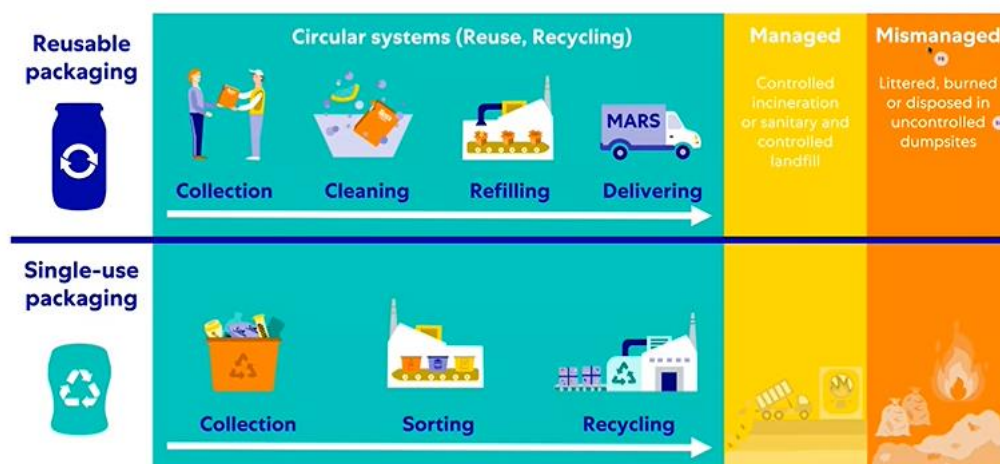 Reusable
packaging
Circular systems (Reuse, Recycling)
MARS
Collection
Cleaning
Refilling
Delivering
Managed
Controlled
incineration
or sanitary and
controlled
landfill
Mismanaged
Littered, burned
or disposed in
uncontrolled
dumpsites
Single-use
packaging
Collection
Sorting
Recycling